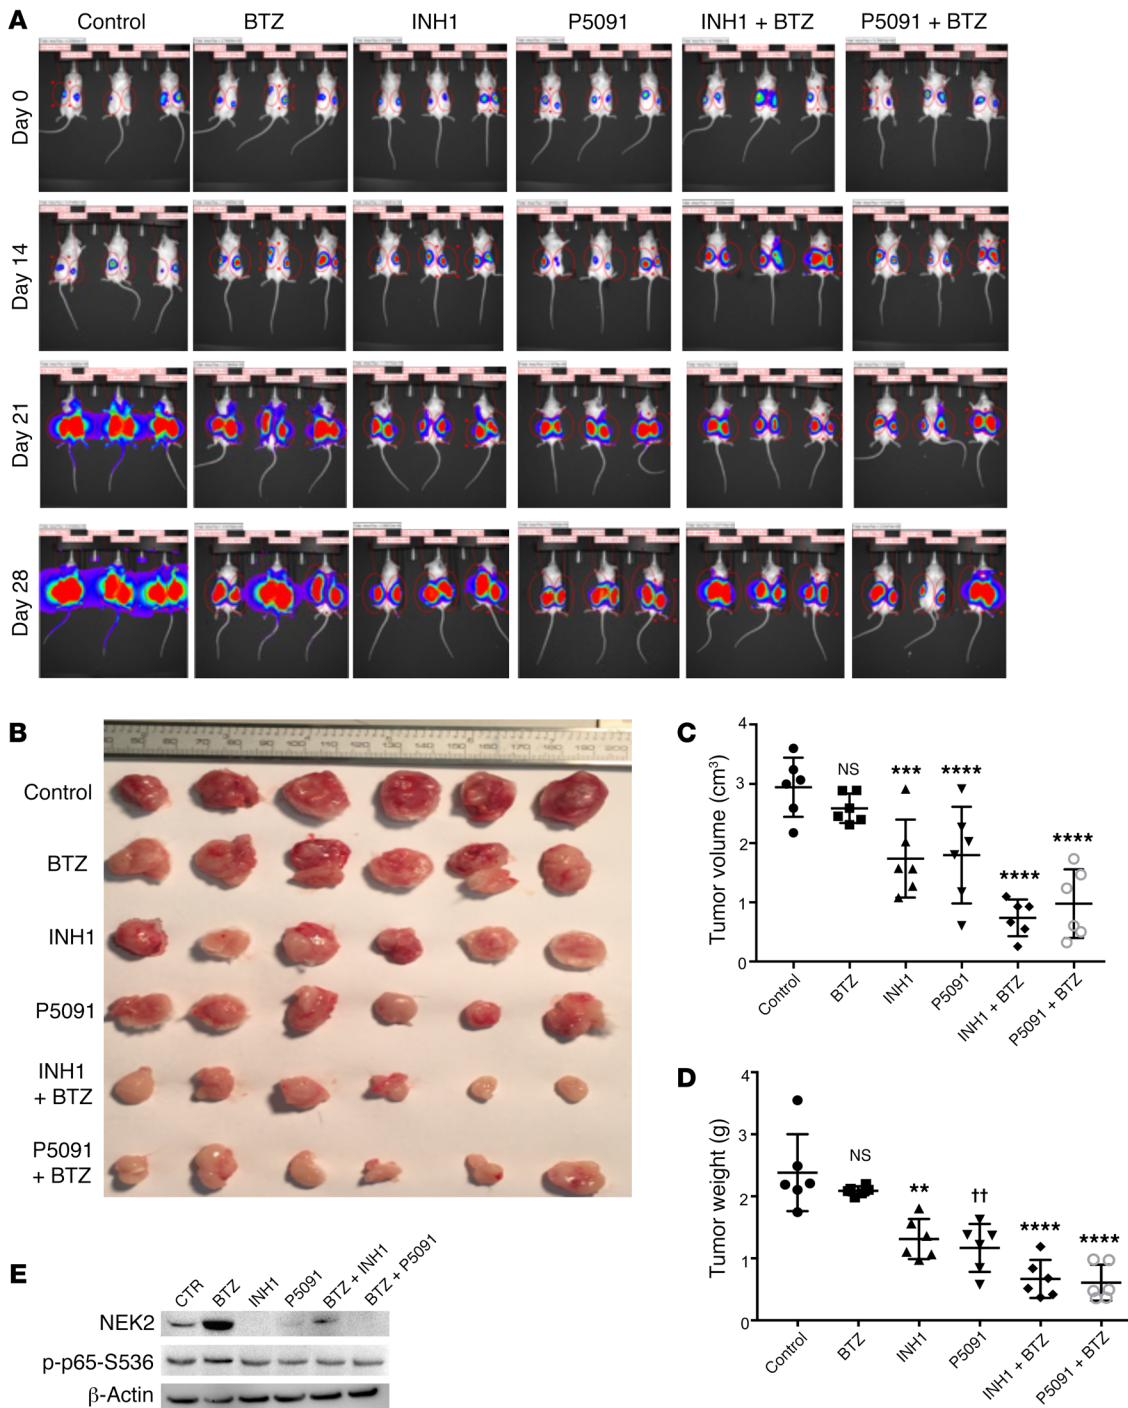 A
Control BTZ INH1 P5091 INH1 + BTZ P5091 + BTZ
Day 0
Day 14
Day 21
Day 28
B
Control
BTZ
INH1
P5091
INH1
+ BTZ
P5091
+ BTZ
C
Tumor volume (cm³)
4
3
2
1
0
NS
***
****
****
****
Control
BTZ
INH1
P5091
INH1 + BTZ
P5091 + BTZ
D
Tumor weight (g)
4
3
2
1
0
NS
**
††
****
****
Control
BTZ
INH1
P5091
INH1 + BTZ
P5091 + BTZ
E
CTR BTZ INH1 P5091 BTZ + INH1 BTZ + P5091
NEK2
p-p65-S536
β-Actin